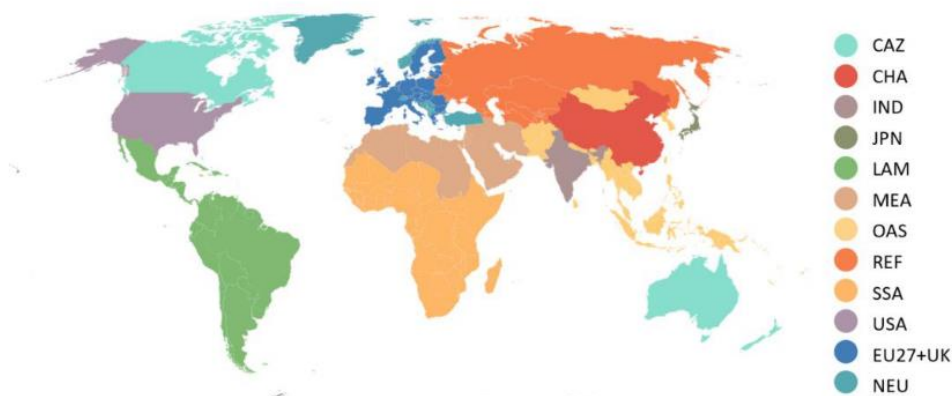 CAZ
CHA
IND
JPN
LAM
MEA
OAS
REF
SSA
USA
EU27+UK
NEU